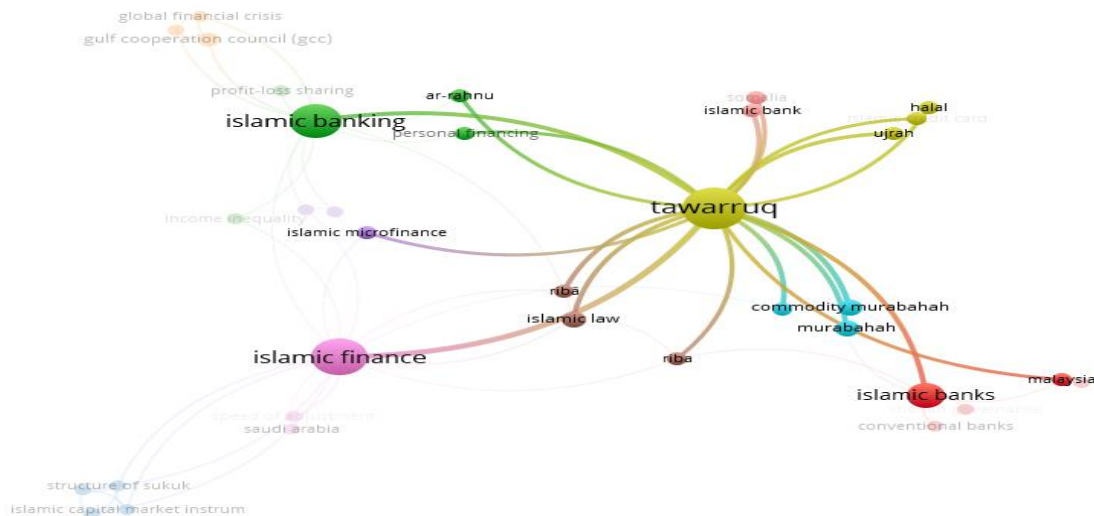 global financial crisis
gulf cooperation council (gcc)
profit-loss sharing
ar-rahnu
somalia
islamic bank
halal
islamic banking
personal financing
ujrah
tawarruq
income inequality
islamic microfinance
ribā
commodity murabahah
islamic law
murabahah
islamic finance
riba
malaysia
islamic banks
speed of adjustment
saudi arabia
conventional banks
structure of sukuk
islamic capital market instrum